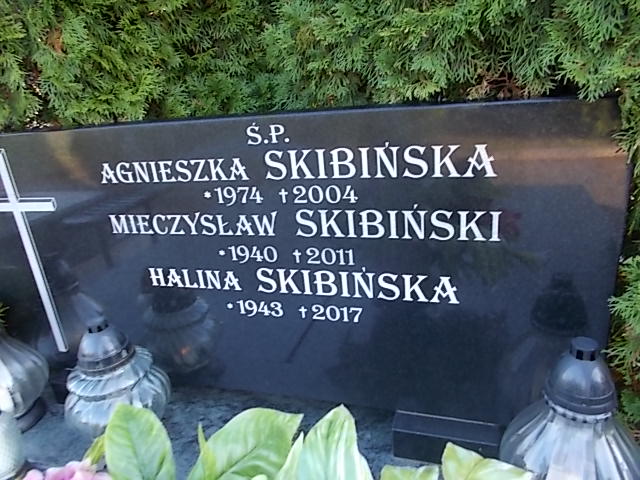 Ś.P.
AGNIESZKA SKIBIŃSKA
*1974 †2004
MIECZYSŁAW SKIBIŃSKI
*1940 †2011
HALINA SKIBIŃSKA
*1943 †2017